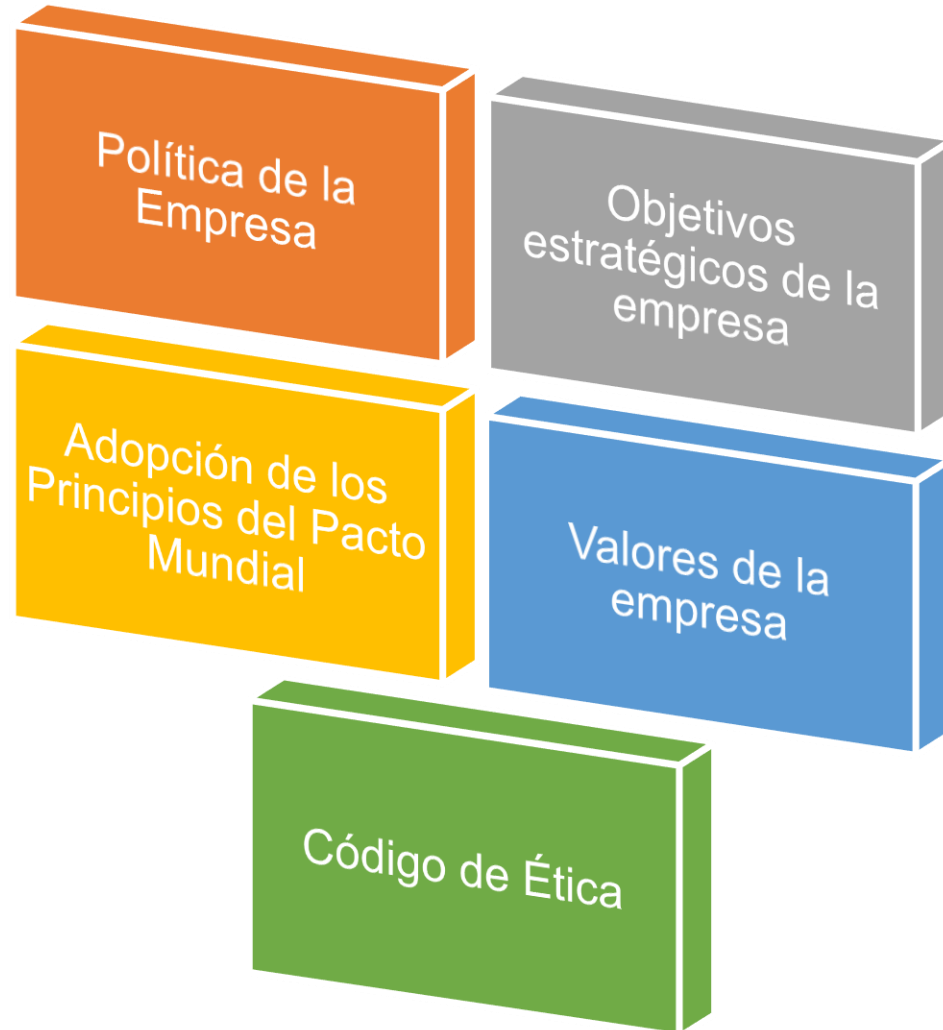 Política de la
Empresa
Objetivos
estratégicos de la
empresa
Adopción de los
Principios del Pacto
Mundial
Valores de la
empresa
Código de Ética